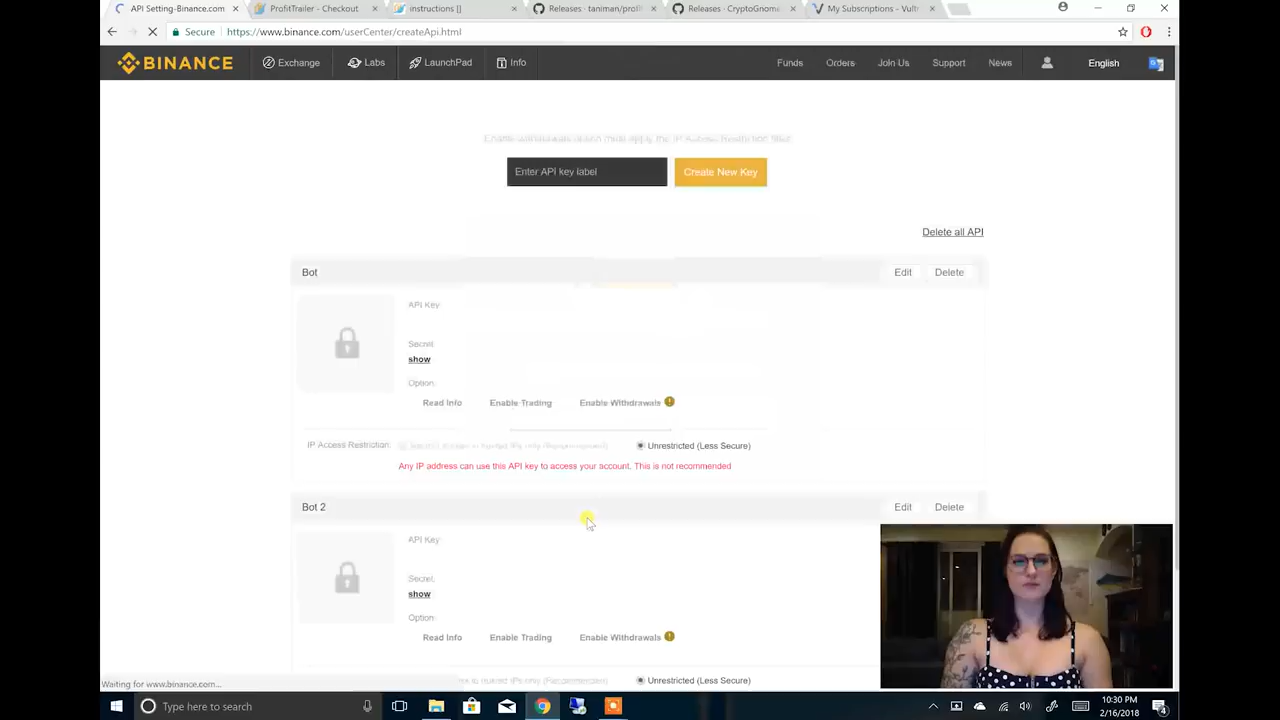 API Setting-Binance.com
ProfitTrailer - Checkout
instructions []
Releases · taniman/profi
Releases · CryptoGnome
My Subscriptions - Vultr
Secure
https://www.binance.com/userCenter/createApi.html
BINANCE
Exchange
Labs
LaunchPad
Info
Funds
Orders
Join Us
Support
News
English
Enter API key label
Create New Key
Delete all API
Bot
Edit
Delete
API Key:
Secret:
show
Option:
Read Info
Enable Trading
Enable Withdrawals
IP Access Restriction:
Unrestricted (Less Secure)
Any IP address can use this API key to access your account. This is not recommended
Bot 2
Edit
Delete
API Key:
Secret:
show
Option:
Read Info
Enable Trading
Enable Withdrawals
Unrestricted (Less Secure)
Waiting for www.binance.com...
Type here to search
10:30 PM
2/16/2018
4